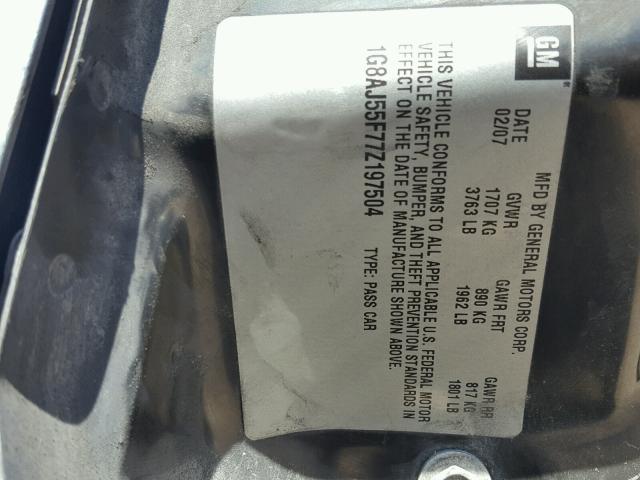 GM
MFD BY GENERAL MOTORS CORP.
DATE GVWR GAWR FRT GAWR RR
02/07 1707 KG 890 KG 817 KG
3763 LB 1962 LB 1801 LB
THIS VEHICLE CONFORMS TO ALL APPLICABLE U.S. FEDERAL MOTOR
VEHICLE SAFETY, BUMPER, AND THEFT PREVENTION STANDARDS IN
EFFECT ON THE DATE OF MANUFACTURE SHOWN ABOVE.
1G8AJ55F77Z197504 TYPE: PASS CAR